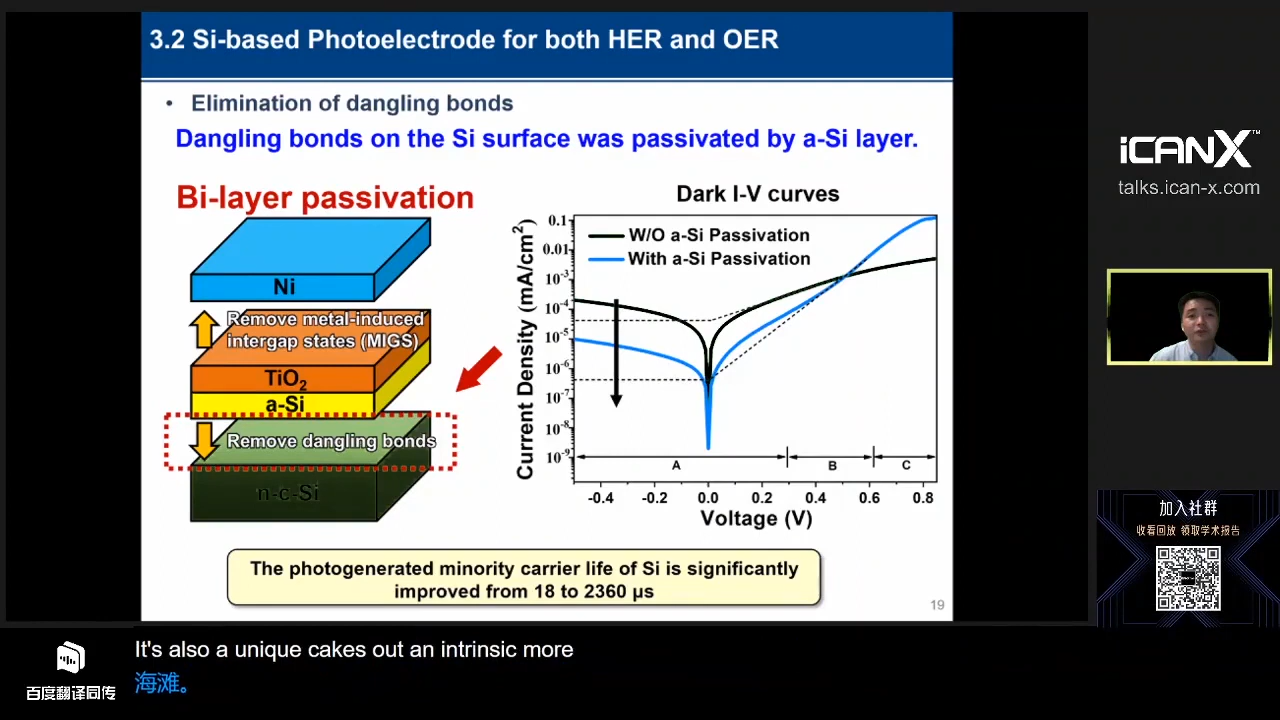 3.2 Si-based Photoelectrode for both HER and OER
• Elimination of dangling bonds
Dangling bonds on the Si surface was passivated by a-Si layer.
Bi-layer passivation
Ni
Remove metal-induced
intergap states (MIGS)
TiO2
a-Si
Remove dangling bonds
n-c-Si
Dark I-V curves
W/O a-Si Passivation
With a-Si Passivation
Current Density (mA/cm²)
0.1
0.01
10⁻³
10⁻⁴
10⁻⁵
10⁻⁶
10⁻⁷
10⁻⁸
10⁻⁹
A B C
-0.4 -0.2 0.0 0.2 0.4 0.6 0.8
Voltage (V)
The photogenerated minority carrier life of Si is significantly
improved from 18 to 2360 μs
19
iCANX™
talks.ican-x.com
加入社群
收看回放 领取学术报告
百度翻译同传
It's also a unique cakes out an intrinsic more
海滩。